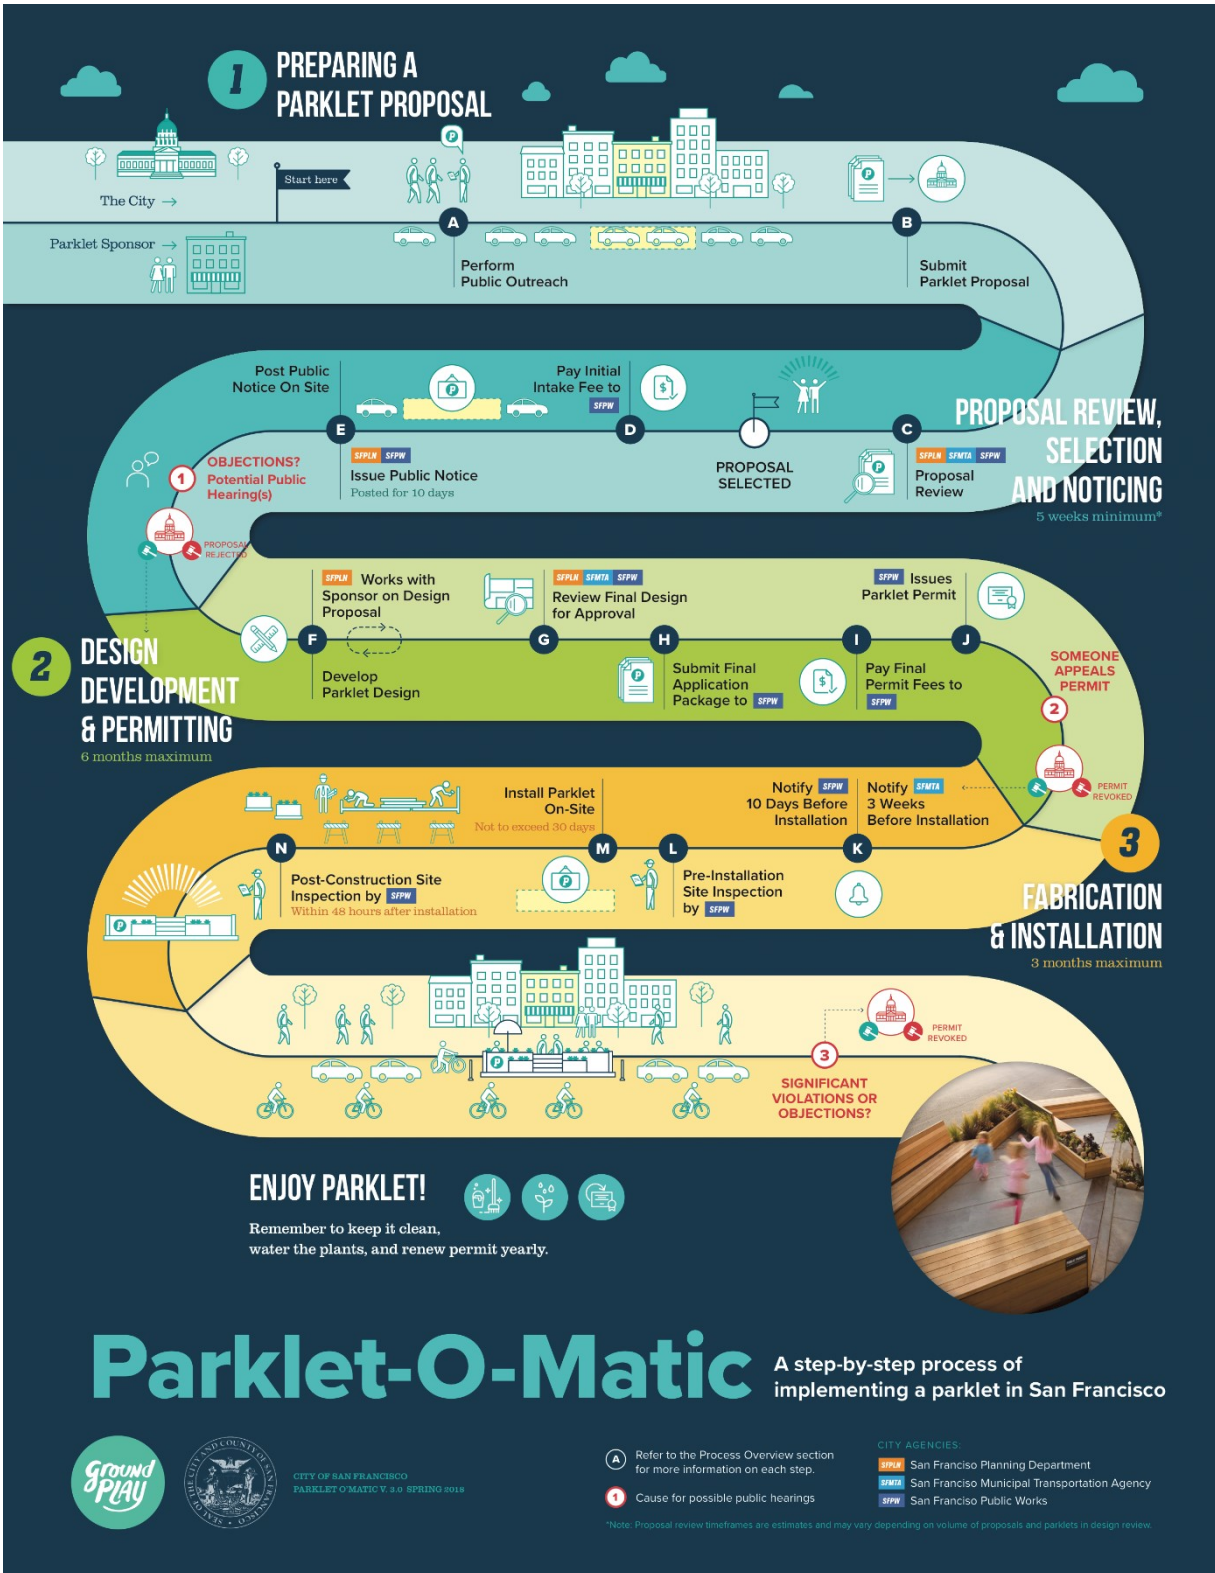 1
PREPARING A
PARKLET PROPOSAL
P
Start here
The City →
P
A
B
Parklet Sponsor →
Perform
Public Outreach
Submit
Parklet Proposal
PROPOSAL REVIEW,
SELECTION
AND NOTICING
5 weeks minimum*
C
SFPLN SFMTA SFPW
Proposal
Review
P
PROPOSAL
SELECTED
Pay Initial
Intake Fee to
SFPW
$
D
Post Public
Notice On Site
P
E
SFPLN SFPW
Issue Public Notice
Posted for 10 days
1
OBJECTIONS?
Potential Public
Hearing(s)
PROPOSAL
REJECTED
2
DESIGN
DEVELOPMENT
& PERMITTING
6 months maximum
SFPLN Works with
Sponsor on Design
Proposal
F
Develop
Parklet Design
SFPLN SFMTA SFPW
Review Final Design
for Approval
G
H
P
Submit Final
Application
Package to SFPW
I
$
Pay Final
Permit Fees to
SFPW
SFPW Issues
Parklet Permit
J
SOMEONE
APPEALS
PERMIT
2
PERMIT
REVOKED
3
FABRICATION
& INSTALLATION
3 months maximum
Notify SFPW
10 Days Before
Installation
Notify SFMTA
3 Weeks
Before Installation
K
L
Pre-Installation
Site Inspection
by SFPW
Install Parklet
On-Site
Not to exceed 30 days
M
P
N
Post-Construction Site
Inspection by SFPW
Within 48 hours after installation
P
P
3
SIGNIFICANT
VIOLATIONS OR
OBJECTIONS?
PERMIT
REVOKED
ENJOY PARKLET!
Remember to keep it clean,
water the plants, and renew permit yearly.
Parklet-O-Matic
A step-by-step process of
implementing a parklet in San Francisco
GROUND
PLAY
SEAL OF THE CITY AND COUNTY OF SAN FRANCISCO
CITY OF SAN FRANCISCO
PARKLET O'MATIC V. 3.0 SPRING 2018
A Refer to the Process Overview section
for more information on each step.
1 Cause for possible public hearings
CITY AGENCIES:
SFPLN San Franciso Planning Department
SFMTA San Franciso Municipal Transportation Agency
SFPW San Franciso Public Works
*Note: Proposal review timeframes are estimates and may vary depending on volume of proposals and parklets in design review.